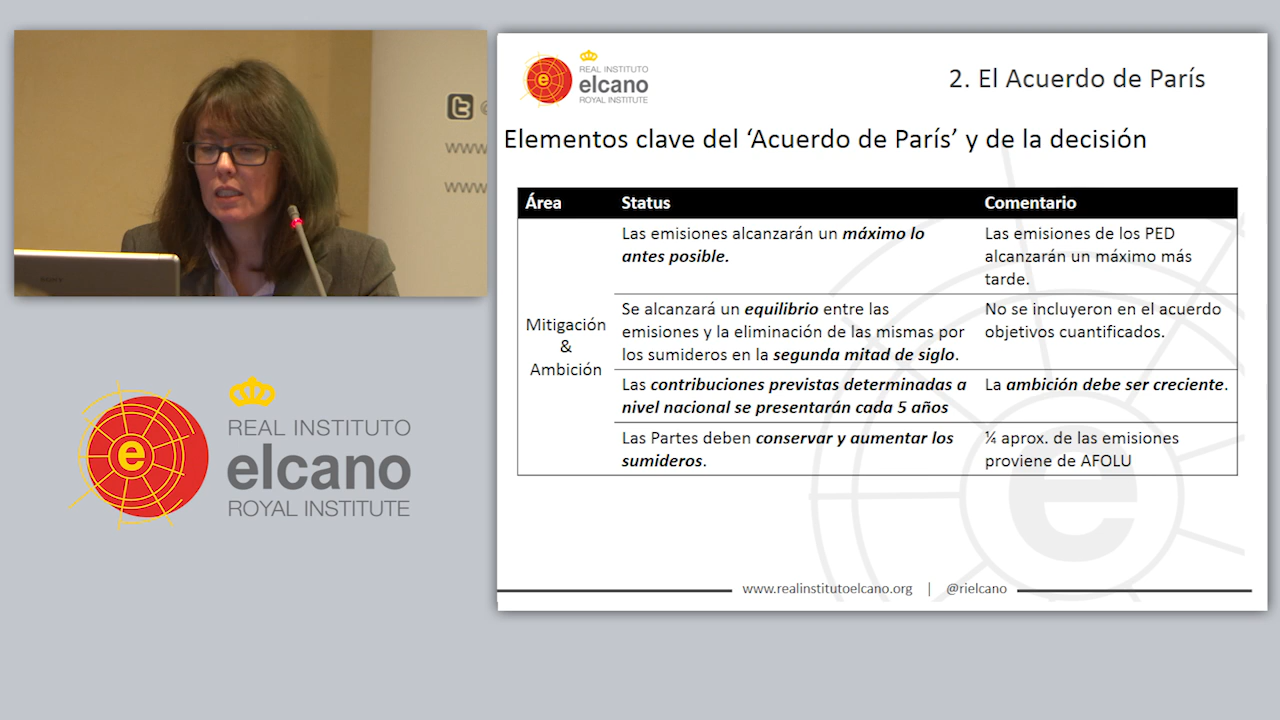 @
www
www
SONY
e
REAL INSTITUTO
elcano
ROYAL INSTITUTE
e
REAL INSTITUTO
elcano
ROYAL INSTITUTE
2. El Acuerdo de París
Elementos clave del ‘Acuerdo de París’ y de la decisión
Área Status Comentario
Mitigación
&
Ambición
Las emisiones alcanzarán un máximo lo
antes posible.
Las emisiones de los PED
alcanzarán un máximo más
tarde.
Se alcanzará un equilibrio entre las
emisiones y la eliminación de las mismas por
los sumideros en la segunda mitad de siglo.
No se incluyeron en el acuerdo
objetivos cuantificados.
Las contribuciones previstas determinadas a
nivel nacional se presentarán cada 5 años
La ambición debe ser creciente.
Las Partes deben conservar y aumentar los
sumideros.
¼ aprox. de las emisiones
proviene de AFOLU
e
www.realinstitutoelcano.org | @rielcano